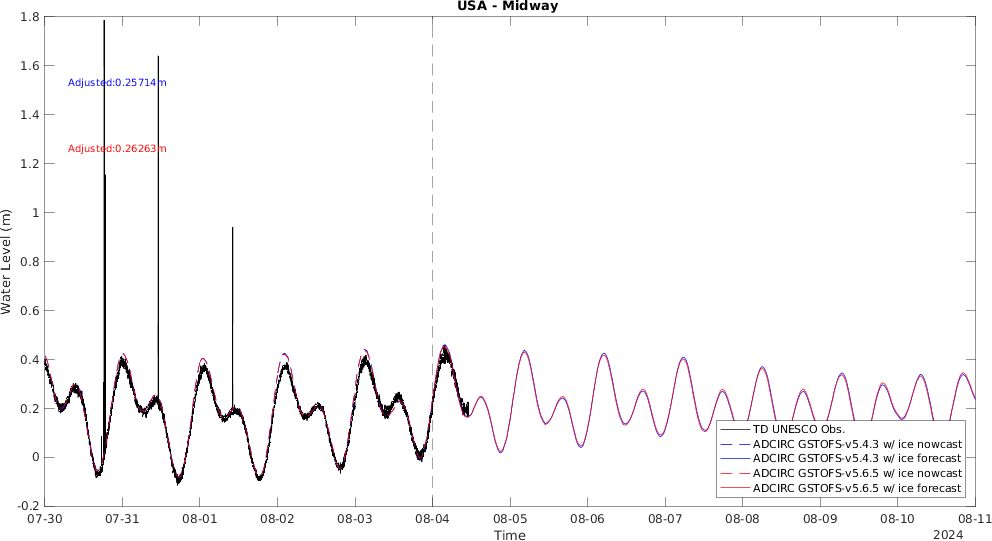 USA - Midway
1.8
1.6
1.4
1.2
1
0.8
0.6
0.4
0.2
0
-0.2
Water Level (m)
Adjusted:0.25714m
Adjusted:0.26263m
TD UNESCO Obs.
ADCIRC GSTOFS-v5.4.3 w/ ice nowcast
ADCIRC GSTOFS-v5.4.3 w/ ice forecast
ADCIRC GSTOFS-v5.6.5 w/ ice nowcast
ADCIRC GSTOFS-v5.6.5 w/ ice forecast
07-30 07-31 08-01 08-02 08-03 08-04 08-05 08-06 08-07 08-08 08-09 08-10 08-11
Time
2024